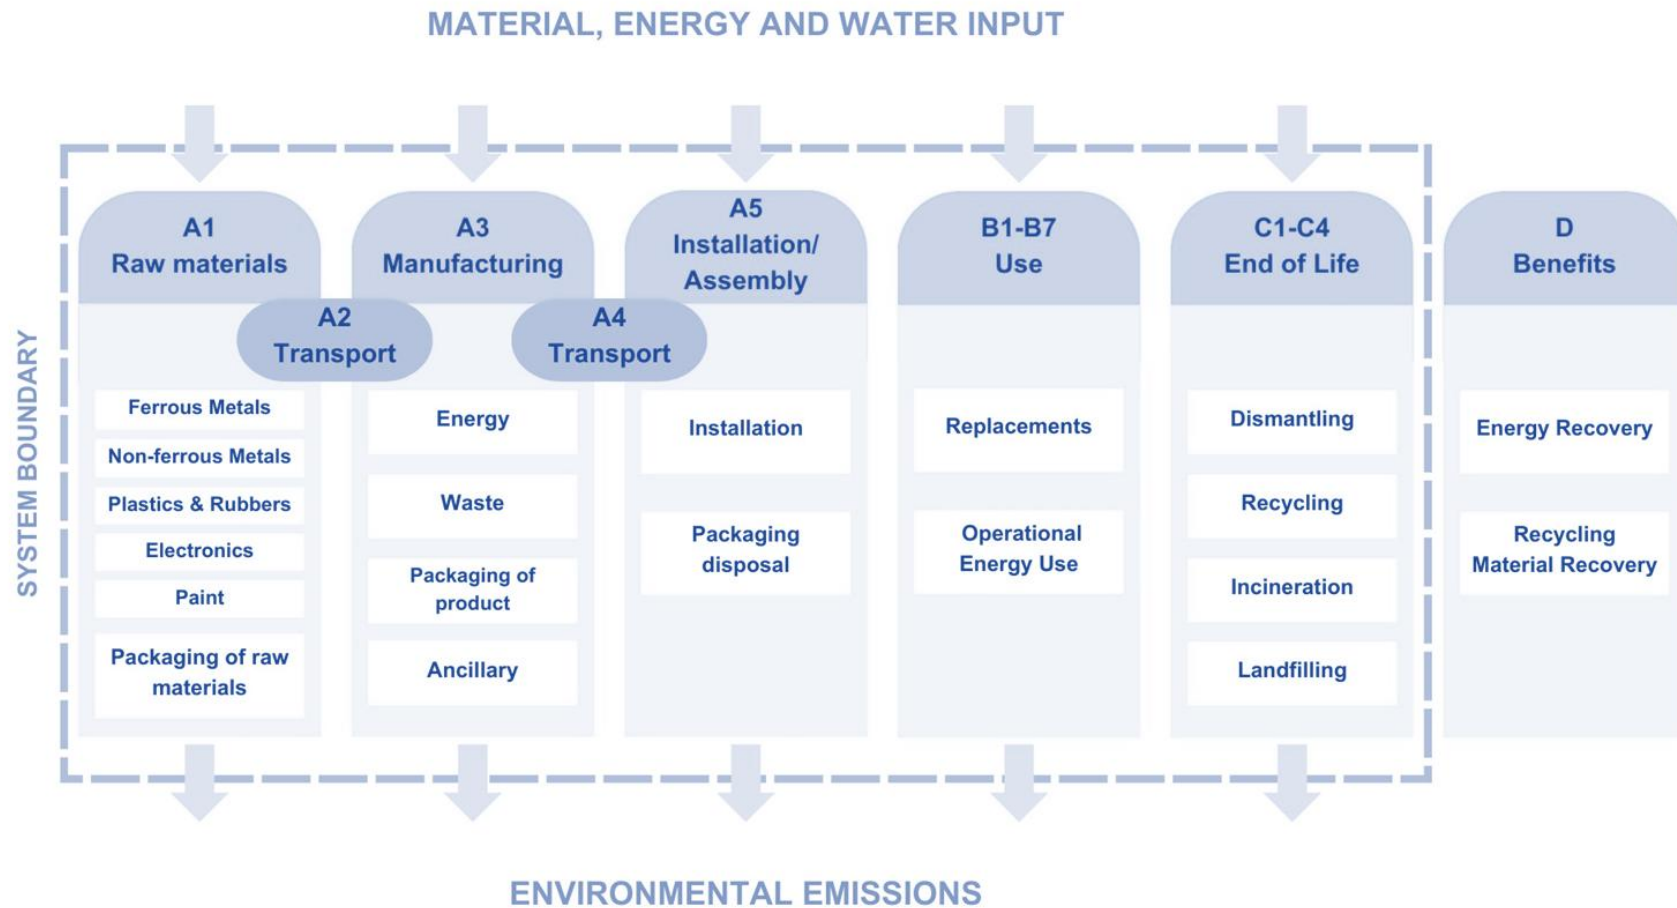 MATERIAL, ENERGY AND WATER INPUT
SYSTEM BOUNDARY
A1
Raw materials
A2
Transport
Ferrous Metals
Non-ferrous Metals
Plastics & Rubbers
Electronics
Paint
Packaging of raw
materials
A3
Manufacturing
Energy
Waste
Packaging of
product
Ancillary
A4
Transport
A5
Installation/
Assembly
Installation
Packaging
disposal
B1-B7
Use
Replacements
Operational
Energy Use
C1-C4
End of Life
Dismantling
Recycling
Incineration
Landfilling
D
Benefits
Energy Recovery
Recycling
Material Recovery
ENVIRONMENTAL EMISSIONS